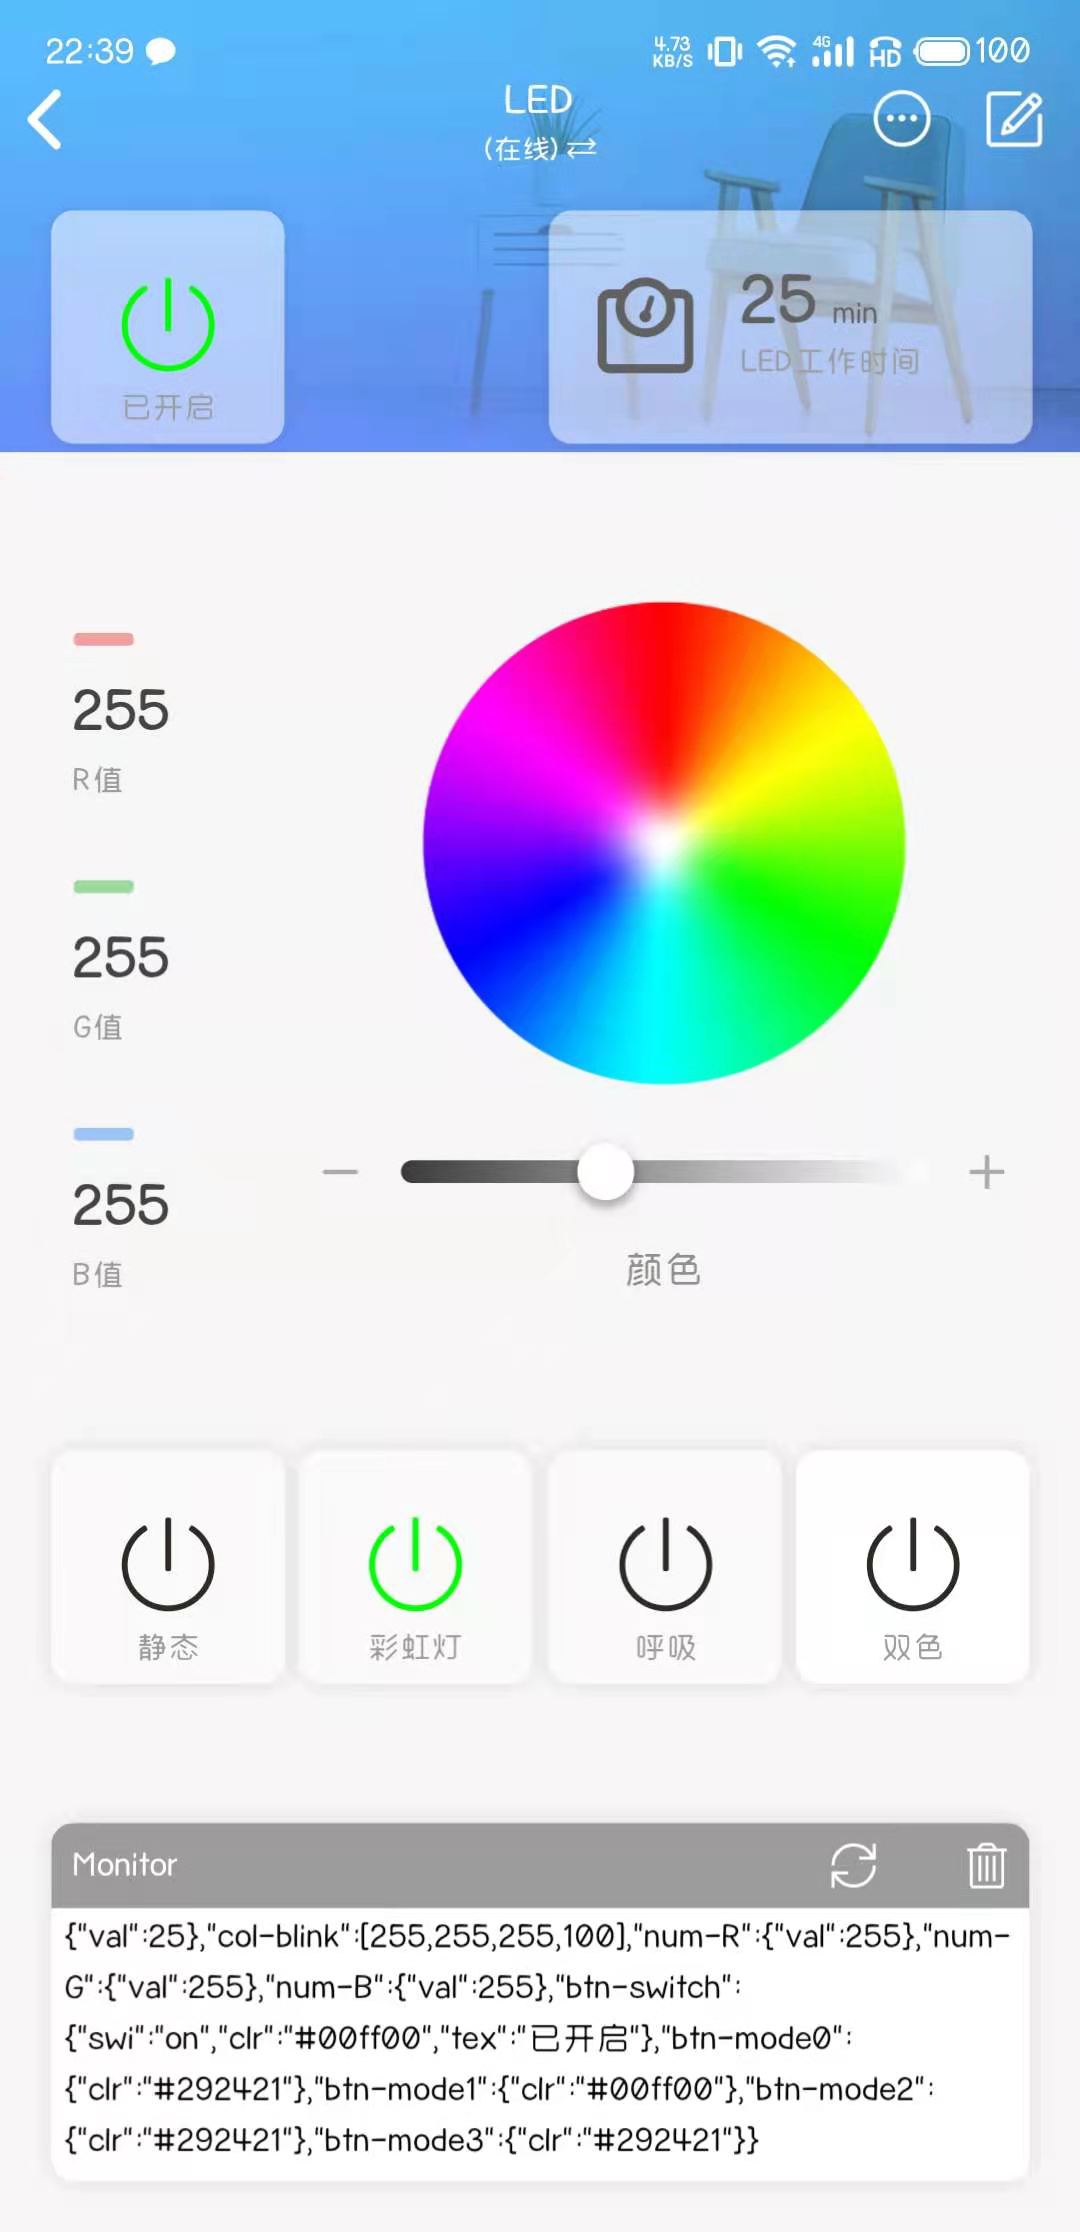 22:39
4.73 KB/S
4G
HD
100
LED
(在线)
已开启
25 min
LED工作时间
255
R值
255
G值
255
B值
颜色
静态
彩虹灯
呼吸
双色
Monitor
{"val":25},"col-blink":[255,255,255,100],"num-R":{"val":255},"num-
G":{"val":255},"num-B":{"val":255},"btn-switch":
{"swi":"on","clr":"#00ff00","tex":"已开启"},"btn-mode0":
{"clr":"#292421"},"btn-mode1":{"clr":"#00ff00"},"btn-mode2":
{"clr":"#292421"},"btn-mode3":{"clr":"#292421"}}